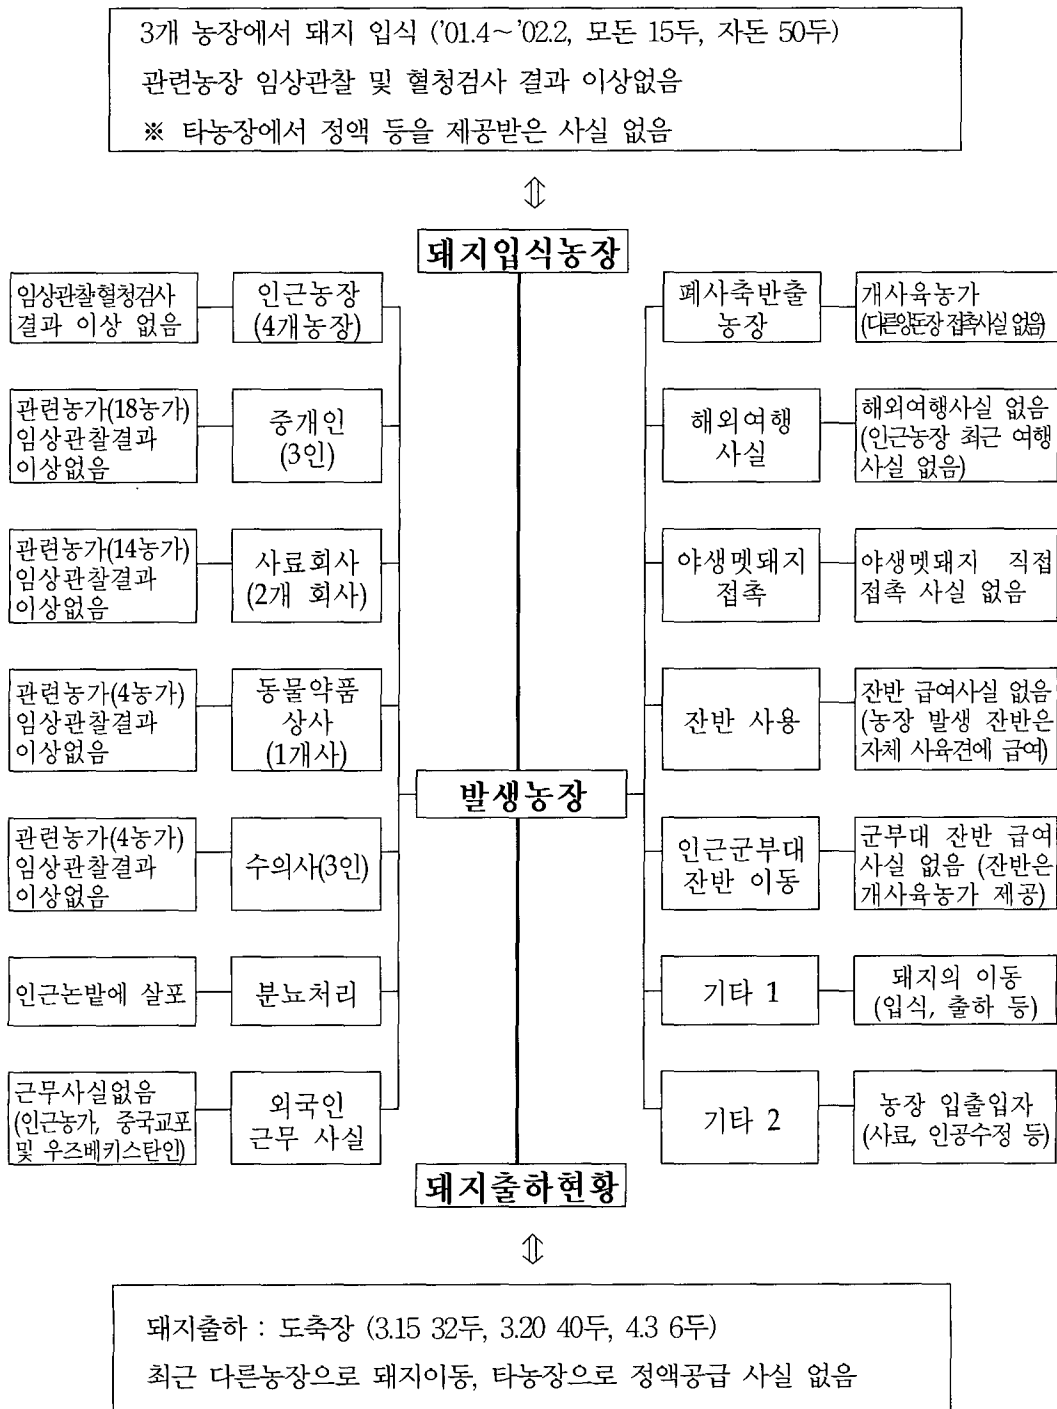 3개 농장에서 돼지 입식 ('01.4～'02.2, 모돈 15두, 자돈 50두)
관련농장 임상관찰 및 혈청검사 결과 이상없음
※ 타농장에서 정액 등을 제공받은 사실 없음
⇕
돼지입식농장
임상관찰·혈청검사
결과 이상 없음
인근농장
(4개농장)
관련농가(18농가)
임상관찰결과
이상없음
중개인
(3인)
관련농가(14농가)
임상관찰결과
이상없음
사료회사
(2개 회사)
관련농가(4농가)
임상관찰결과
이상없음
동물약품
상사
(1개사)
관련농가(4농가)
임상관찰결과
이상없음
수의사(3인)
인근논밭에 살포
분뇨처리
근무사실없음
(인근농가, 중국교포
및 우즈베키스탄인)
외국인
근무 사실
발생농장
폐사축반출
농장
개사육농가
(다른양돈장 접촉사실 없음)
해외여행
사실
해외여행사실 없음
(인근농장 최근 여행
사실 없음)
야생멧돼지
접촉
야생멧돼지 직접
접촉 사실 없음
잔반 사용
잔반 급여사실 없음
(농장 발생 잔반은
자체 사육견에 급여)
인근군부대
잔반 이동
군부대 잔반 급여
사실 없음 (잔반은
개사육농가 제공)
기타 1
돼지의 이동
(입식, 출하 등)
기타 2
농장 입출입자
(사료, 인공수정 등)
돼지출하현황
⇕
돼지출하 : 도축장 (3.15 32두, 3.20 40두, 4.3 6두)
최근 다른농장으로 돼지이동, 타농장으로 정액공급 사실 없음